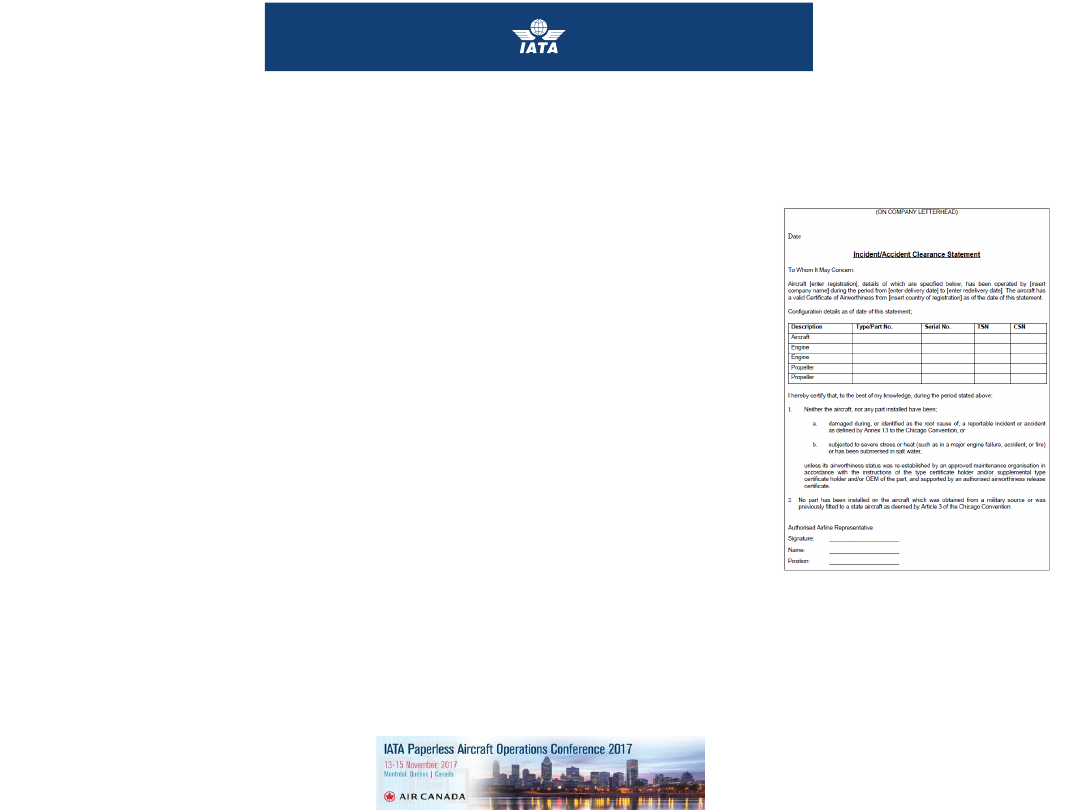 IATA
(ON COMPANY LETTERHEAD)
Date
Incident/Accident Clearance Statement
To Whom It May Concern:
Aircraft [enter registration], details of which are specified below, has been operated by [insert
company name] during the period from [enter delivery date] to [enter redelivery date]. The aircraft has
a valid Certificate of Airworthiness from [insert country of registration] as of the date of this statement.
Configuration details as of date of this statement;
Description Type/Part No. Serial No. TSN CSN
Aircraft
Engine
Engine
Propeller
Propeller
I hereby certify that, to the best of my knowledge, during the period stated above:
1. Neither the aircraft, nor any part installed have been;
a. damaged during, or identified as the root cause of, a reportable incident or accident
as defined by Annex 13 to the Chicago Convention, or
b. subjected to severe stress or heat (such as in a major engine failure, accident, or fire)
or has been submersed in salt water,
unless its airworthiness status was re-established by an approved maintenance organisation in
accordance with the instructions of the type certificate holder and/or supplemental type
certificate holder and/or OEM of the part, and supported by an authorised airworthiness release
certificate.
2. No part has been installed on the aircraft which was obtained from a military source or was
previously fitted to a state aircraft as deemed by Article 3 of the Chicago Convention.
Authorised Airline Representative
Signature:
Name:
Position:
IATA Paperless Aircraft Operations Conference 2017
13-15 November, 2017
Montréal, Québec | Canada
AIR CANADA